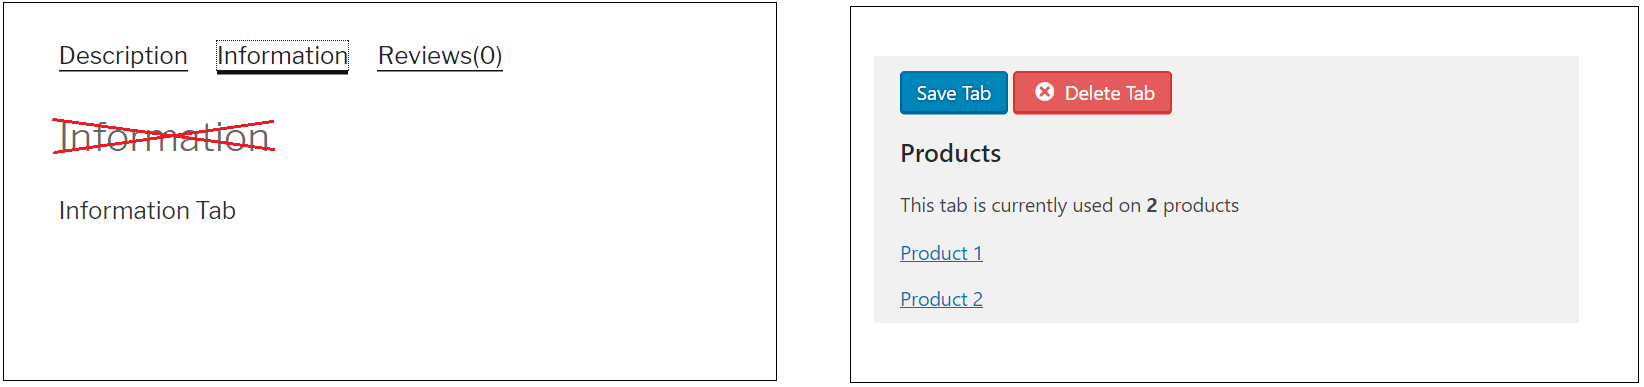 Description Information Reviews(0)
Information
Information Tab
Save Tab Delete Tab
Products
This tab is currently used on 2 products
Product 1
Product 2